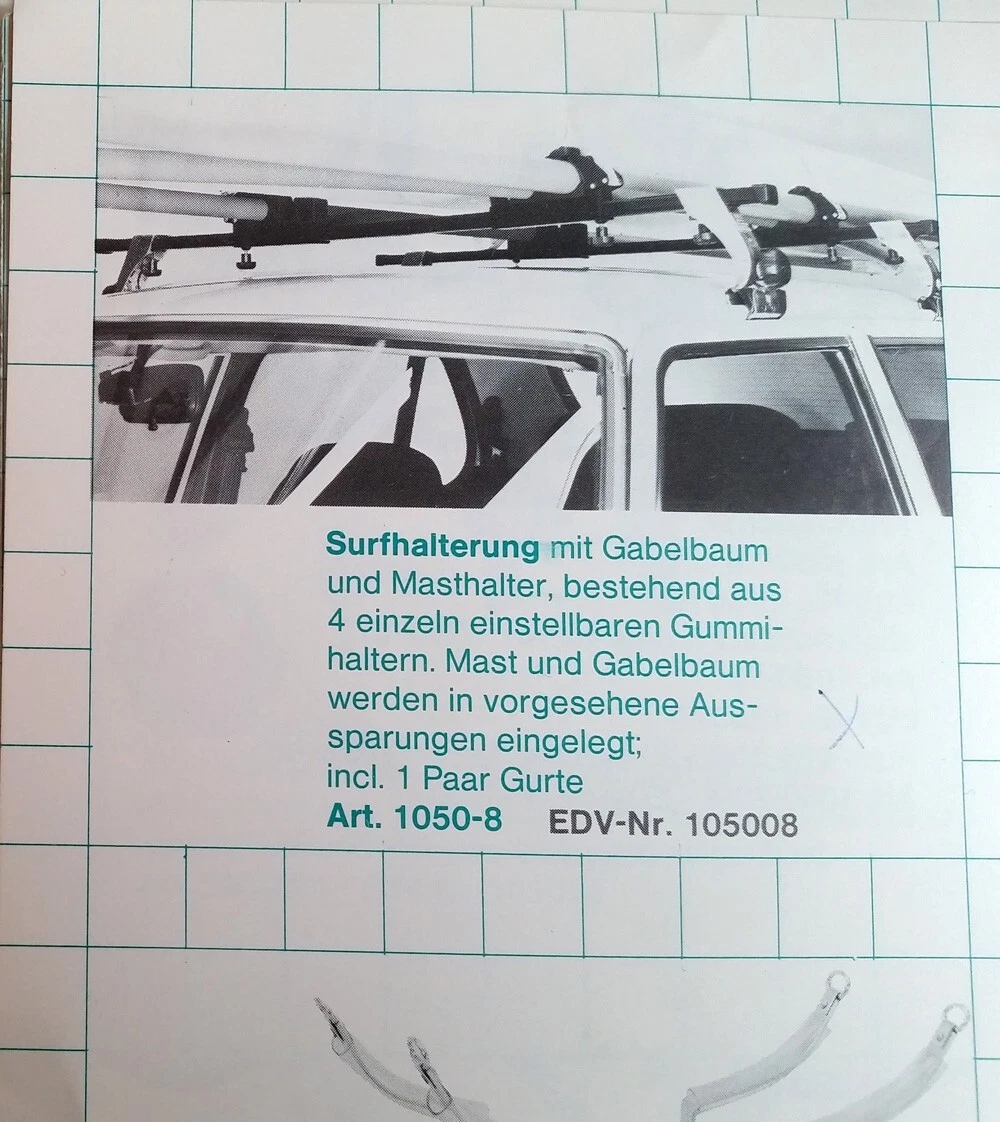 Surfhalterung mit Gabelbaum
und Masthalter, bestehend aus
4 einzeln einstellbaren Gummi-
haltern. Mast und Gabelbaum
werden in vorgesehene Aus-
sparungen eingelegt;
incl. 1 Paar Gurte
Art. 1050-8 EDV-Nr. 105008